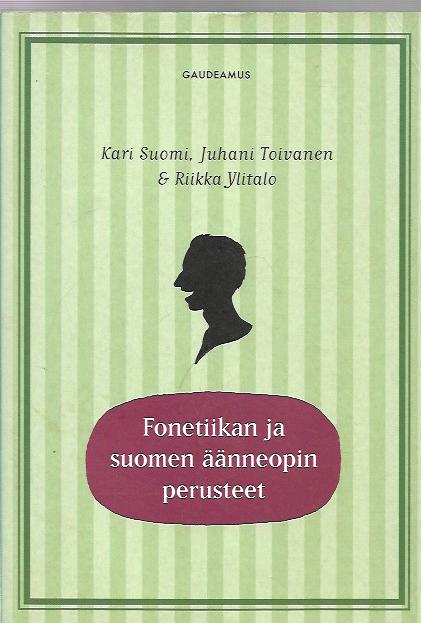 GAUDEAMUS
Kari Suomi, Juhani Toivanen
& Riikka Ylitalo
Fonetiikan ja
suomen äänneopin
perusteet